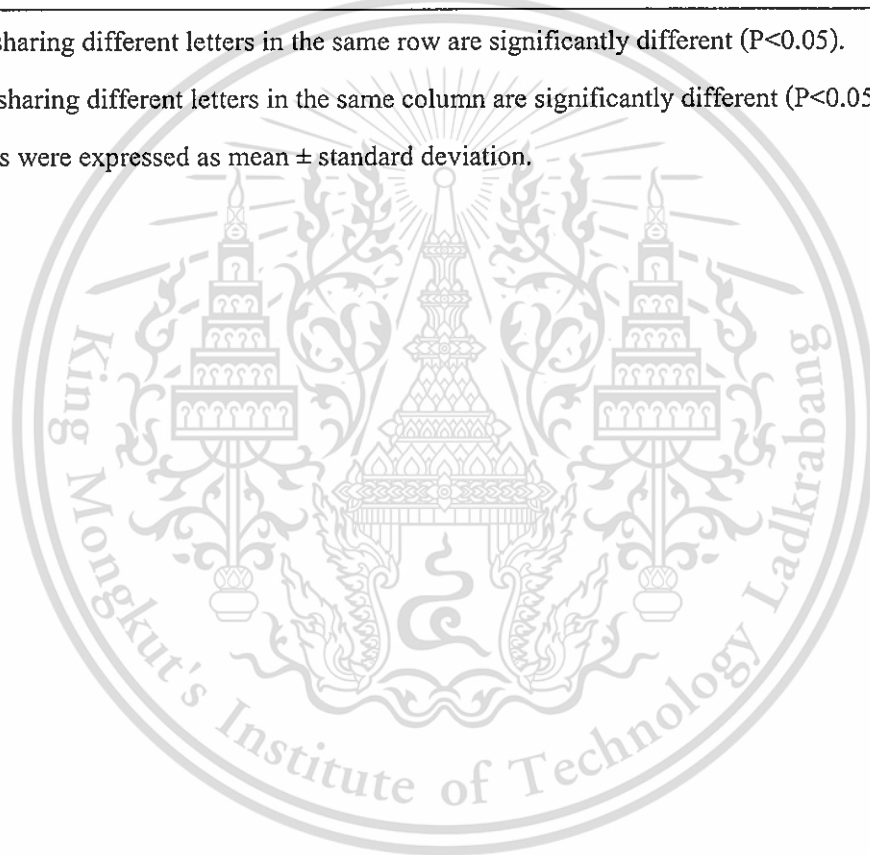 sharing different letters in the same row are significantly different (P<0.05).
sharing different letters in the same column are significantly different (P<0.05
s were expressed as mean ± standard deviation.
King Mongkut's Institute of Technology Ladkrabang